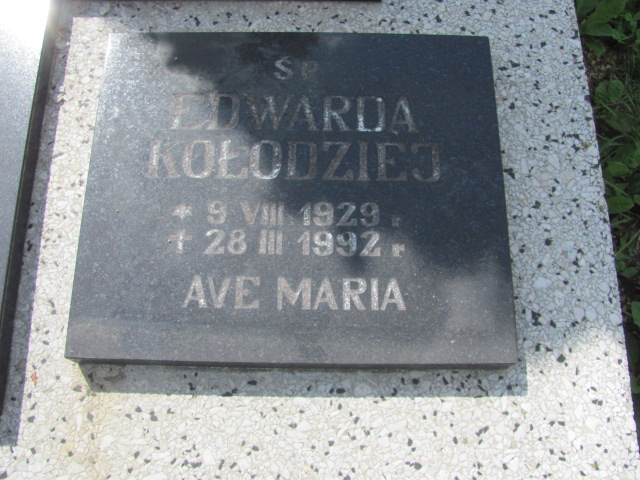 ŚP
EDWARDA
KOŁODZIEJ
* 9 VIII 1929 r
+ 28 III 1992 r
AVE MARIA